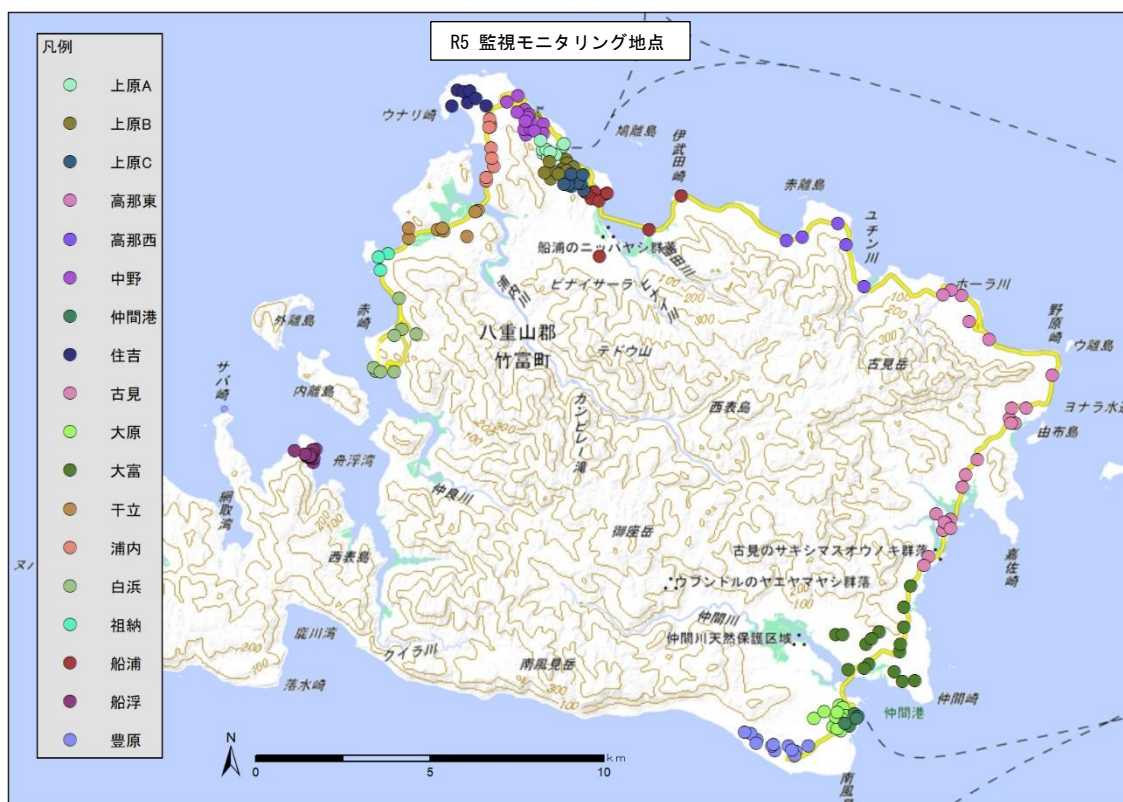 R5 監視モニタリング地点
凡例
上原A
上原B
上原C
高那東
高那西
中野
仲間港
住吉
古見
大原
大富
干立
浦内
白浜
祖納
船浦
船浮
豊原
ウナリ崎
鳩離島
伊武田崎
赤離島
ユチン川
船浦のニッパヤシ群落
ホーラ川
ピナイサーラ
ヒナイ川
浦内川
野原崎
ウ離島
外離島
赤崎
八重山郡
竹富町
テドウ山
古見岳
サバ崎
内離島
西表島
カンビレー滝
ヨナラ水道
由布島
舟浮湾
仲良川
網取湾
御座岳
古見のサキシマスオウノキ群落
嘉佐崎
西表島
ウブンドルのヤエヤマヤシ群落
仲間川
仲間川天然保護区域
鹿川湾
クイラ川
南風見岳
落水崎
仲間崎
仲間港
200
100
300
N
0
5
10
km